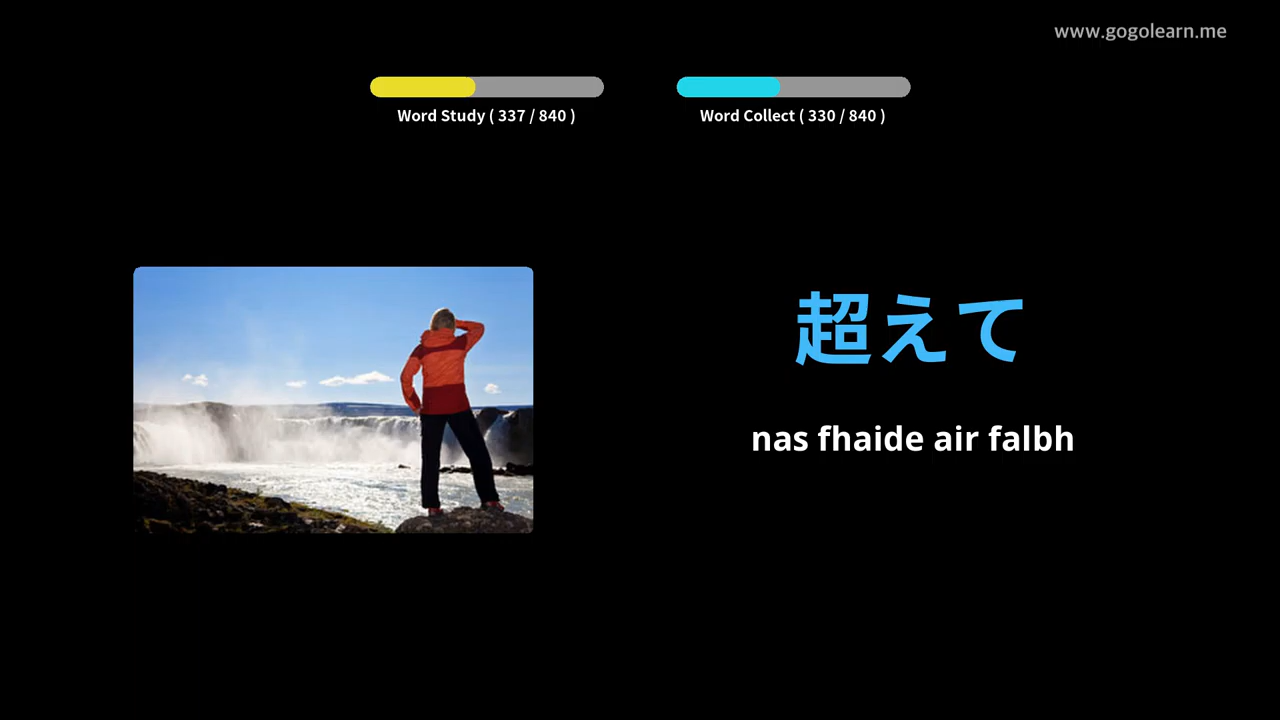 www.gogolearn.me
Word Study ( 337 / 840 )
Word Collect ( 330 / 840 )
超えて
nas fhaide air falbh